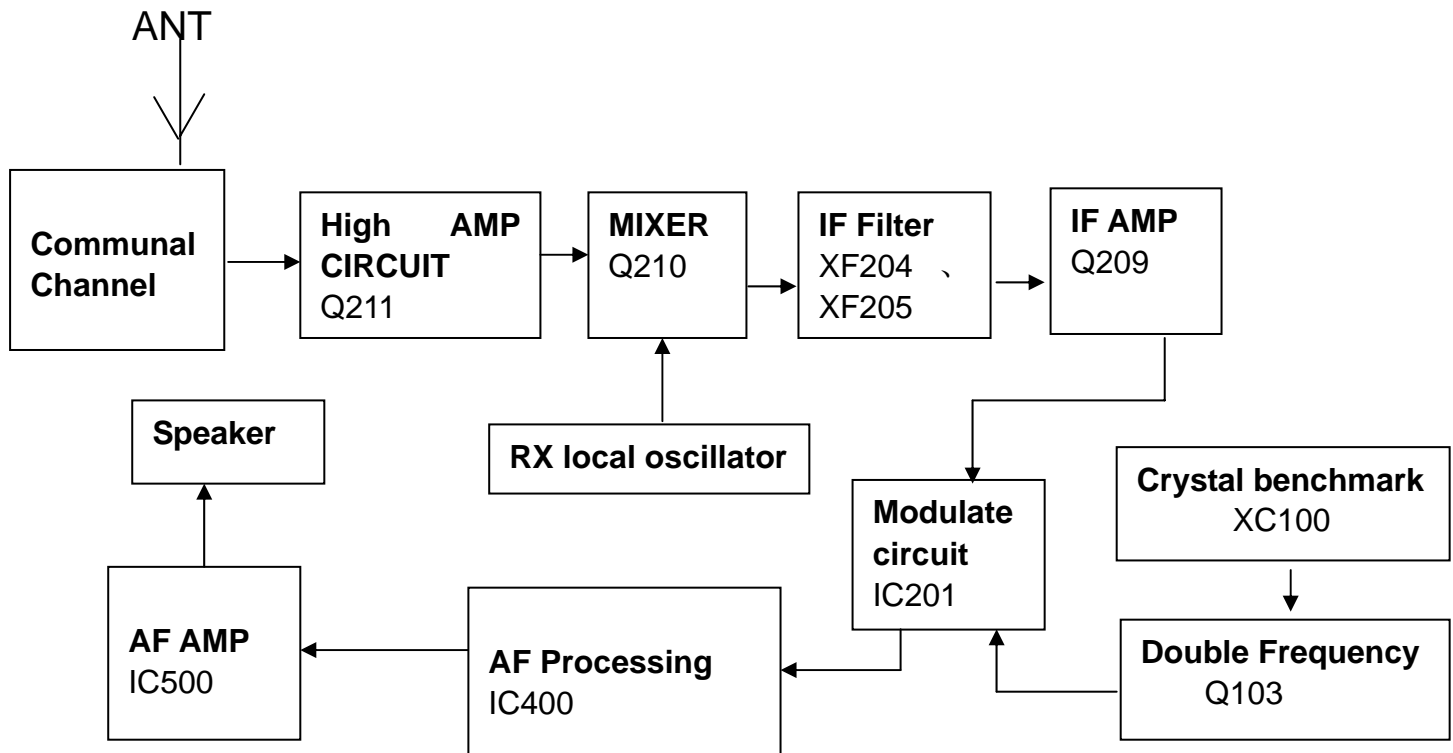 ANT
Communal
Channel
High AMP
CIRCUIT
Q211
MIXER
Q210
IF Filter
XF204 、
XF205
IF AMP
Q209
Speaker
RX local oscillator
Modulate
circuit
IC201
Crystal benchmark
XC100
AF AMP
IC500
AF Processing
IC400
Double Frequency
Q103